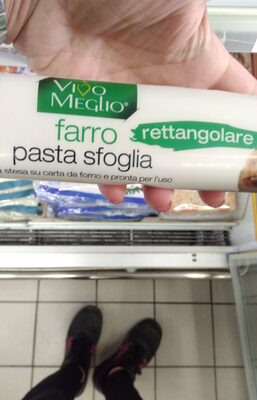 VIVO
MEGLIO®
farro rettangolare
pasta sfoglia
stesa su carta da forno e pronta per l'uso